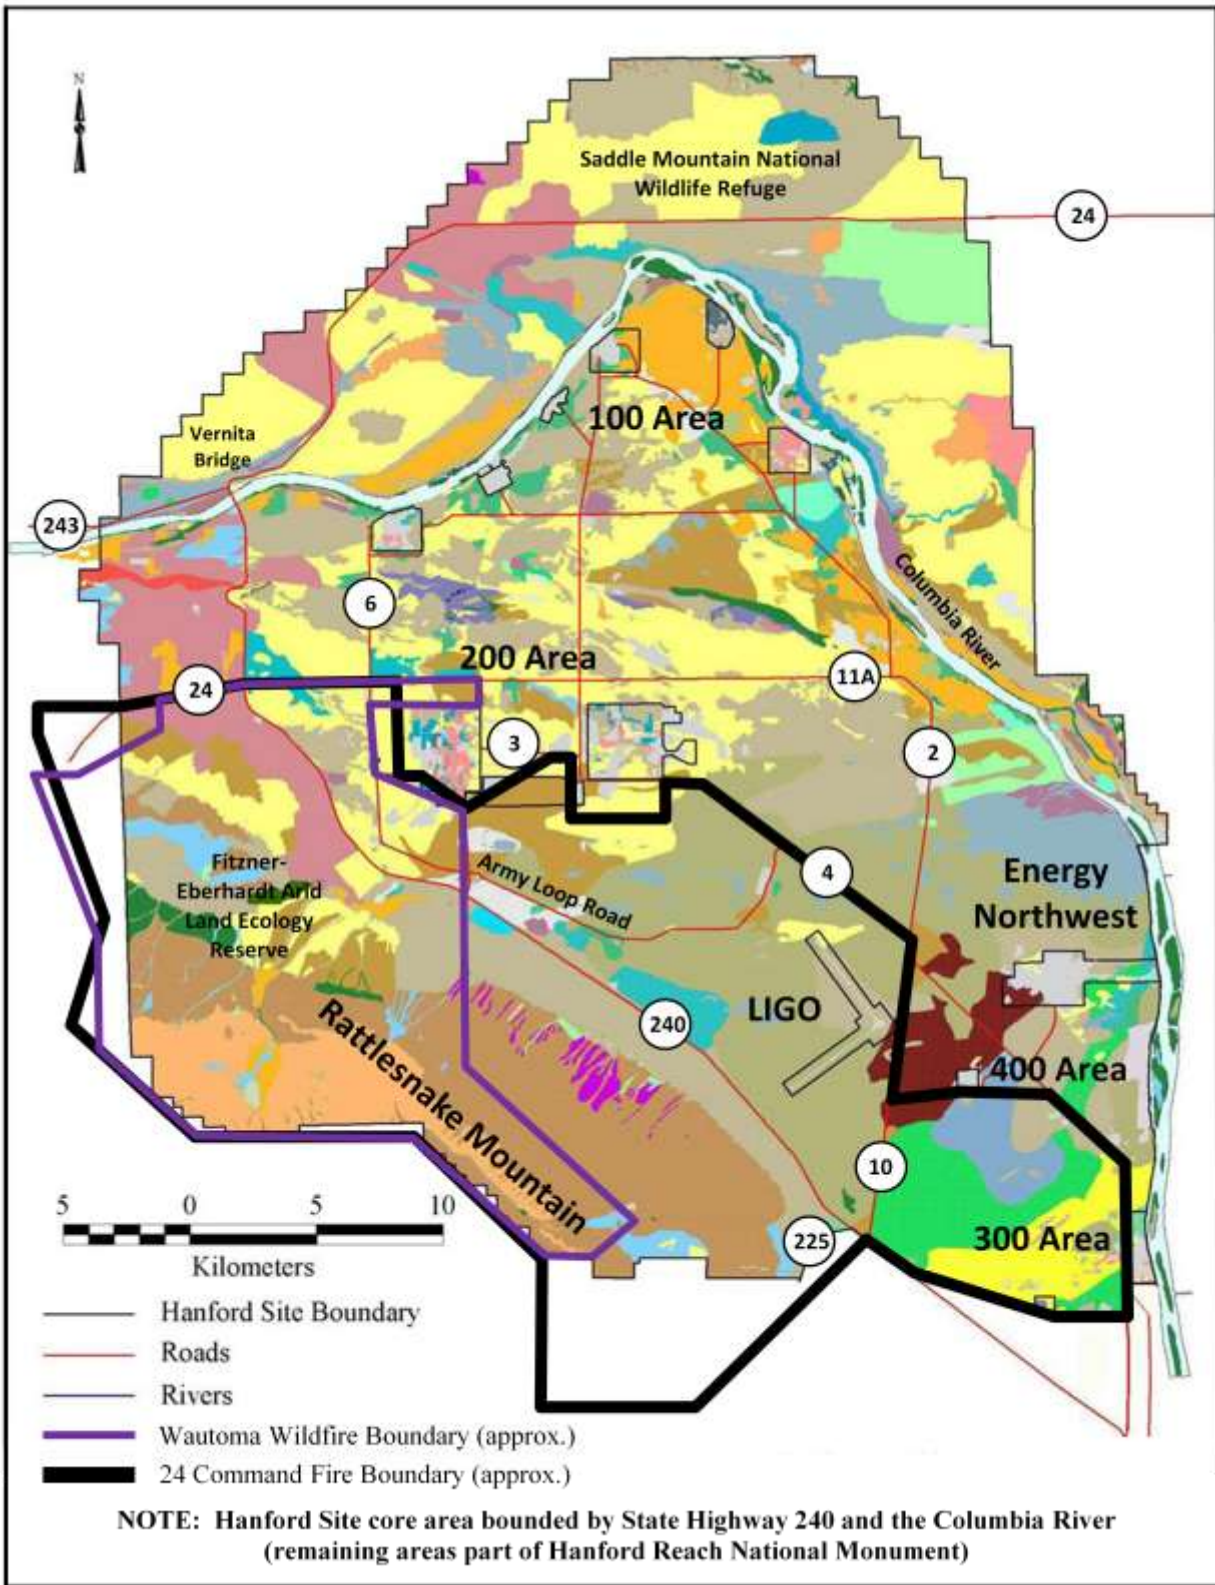 N
Saddle Mountain National
Wildlife Refuge
24
100 Area
Vernita
Bridge
243
Columbia River
6
200 Area
11A
24
3
2
Fitzner-
Eberhardt Arid
Land Ecology
Reserve
Army Loop Road
4
Energy
Northwest
LIGO
240
Rattlesnake Mountain
400 Area
10
5 0 5 10
Kilometers
225
300 Area
Hanford Site Boundary
Roads
Rivers
Wautoma Wildfire Boundary (approx.)
24 Command Fire Boundary (approx.)
NOTE: Hanford Site core area bounded by State Highway 240 and the Columbia River
(remaining areas part of Hanford Reach National Monument)